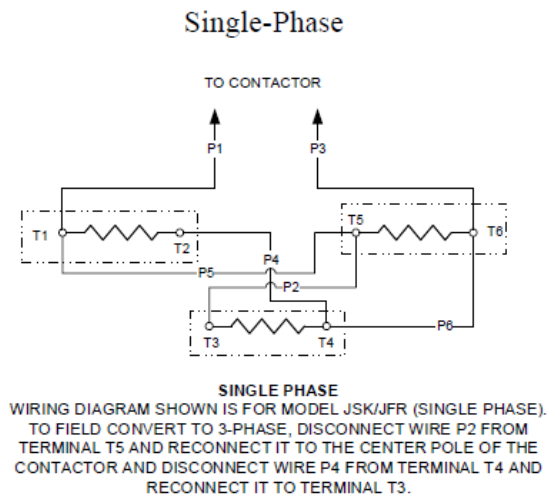 Single-Phase
TO CONTACTOR
P1
P3
T1
T2
T5
T6
P4
P5
P2
T3
T4
P6
SINGLE PHASE
WIRING DIAGRAM SHOWN IS FOR MODEL JSK/JFR (SINGLE PHASE).
TO FIELD CONVERT TO 3-PHASE, DISCONNECT WIRE P2 FROM
TERMINAL T5 AND RECONNECT IT TO THE CENTER POLE OF THE
CONTACTOR AND DISCONNECT WIRE P4 FROM TERMINAL T4 AND
RECONNECT IT TO TERMINAL T3.